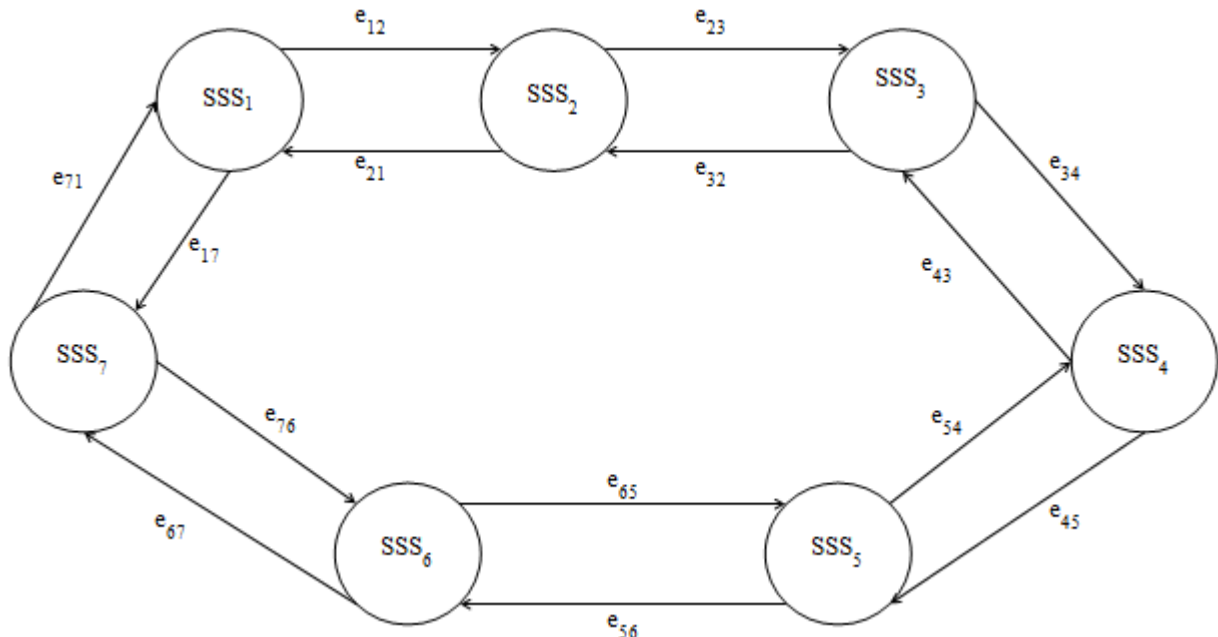 e₁₂
e₂₃
SSS₁
SSS₂
SSS₃
e₇₁
e₂₁
e₃₂
e₃₄
e₁₇
e₄₃
SSS₇
SSS₄
e₇₆
e₅₄
e₆₇
e₆₅
e₄₅
SSS₆
SSS₅
e₅₆